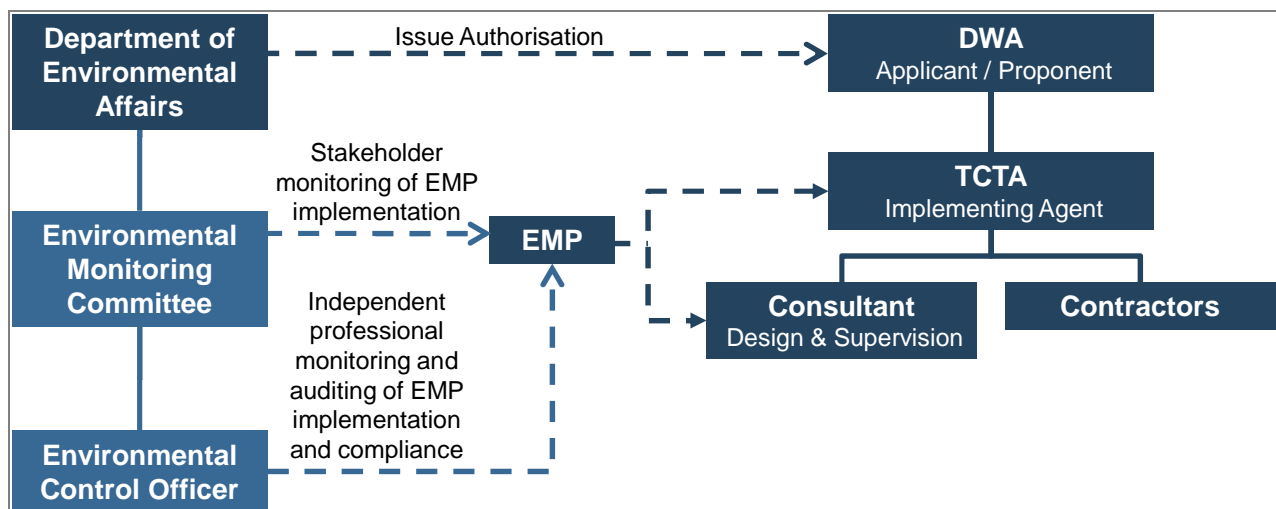 Department of
Environmental
Affairs
Issue Authorisation
DWA
Applicant / Proponent
Stakeholder
monitoring of EMP
implementation
TCTA
Implementing Agent
Environmental
Monitoring
Committee
EMP
Independent
professional
monitoring and
auditing of EMP
implementation
and compliance
Consultant
Design & Supervision
Contractors
Environmental
Control Officer